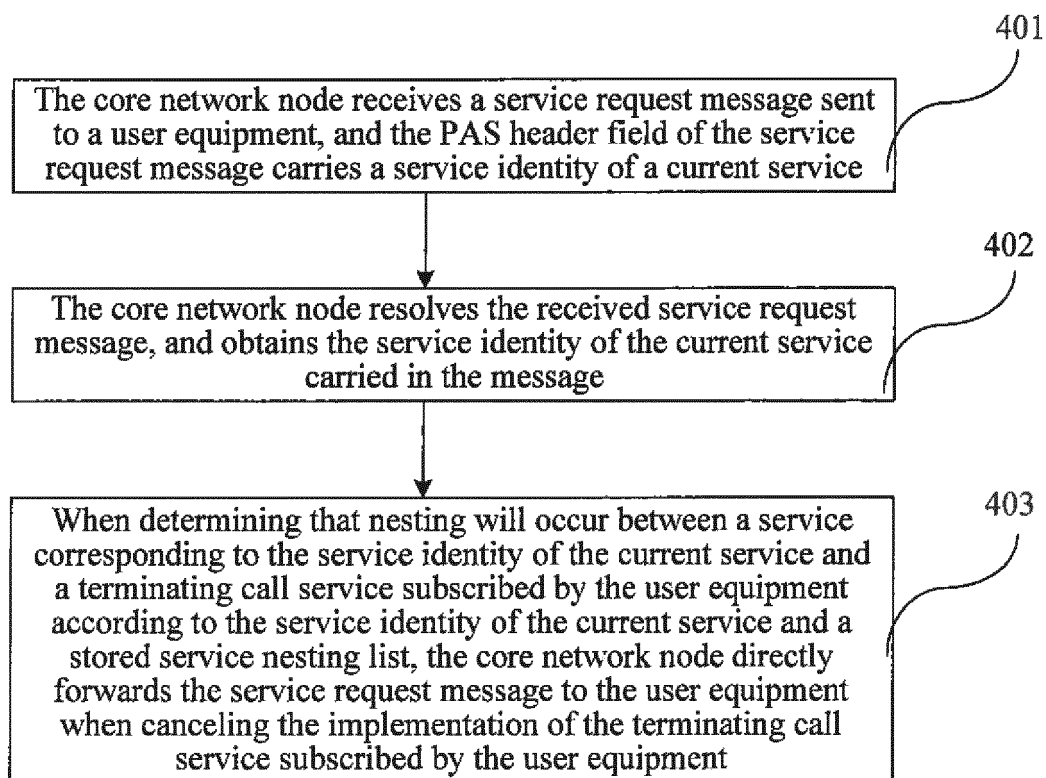 401
The core network node receives a service request message sent
to a user equipment, and the PAS header field of the service
request message carries a service identity of a current service
402
The core network node resolves the received service request
message, and obtains the service identity of the current service
carried in the message
403
When determining that nesting will occur between a service
corresponding to the service identity of the current service and
a terminating call service subscribed by the user equipment
according to the service identity of the current service and a
stored service nesting list, the core network node directly
forwards the service request message to the user equipment
when canceling the implementation of the terminating call
service subscribed by the user equipment